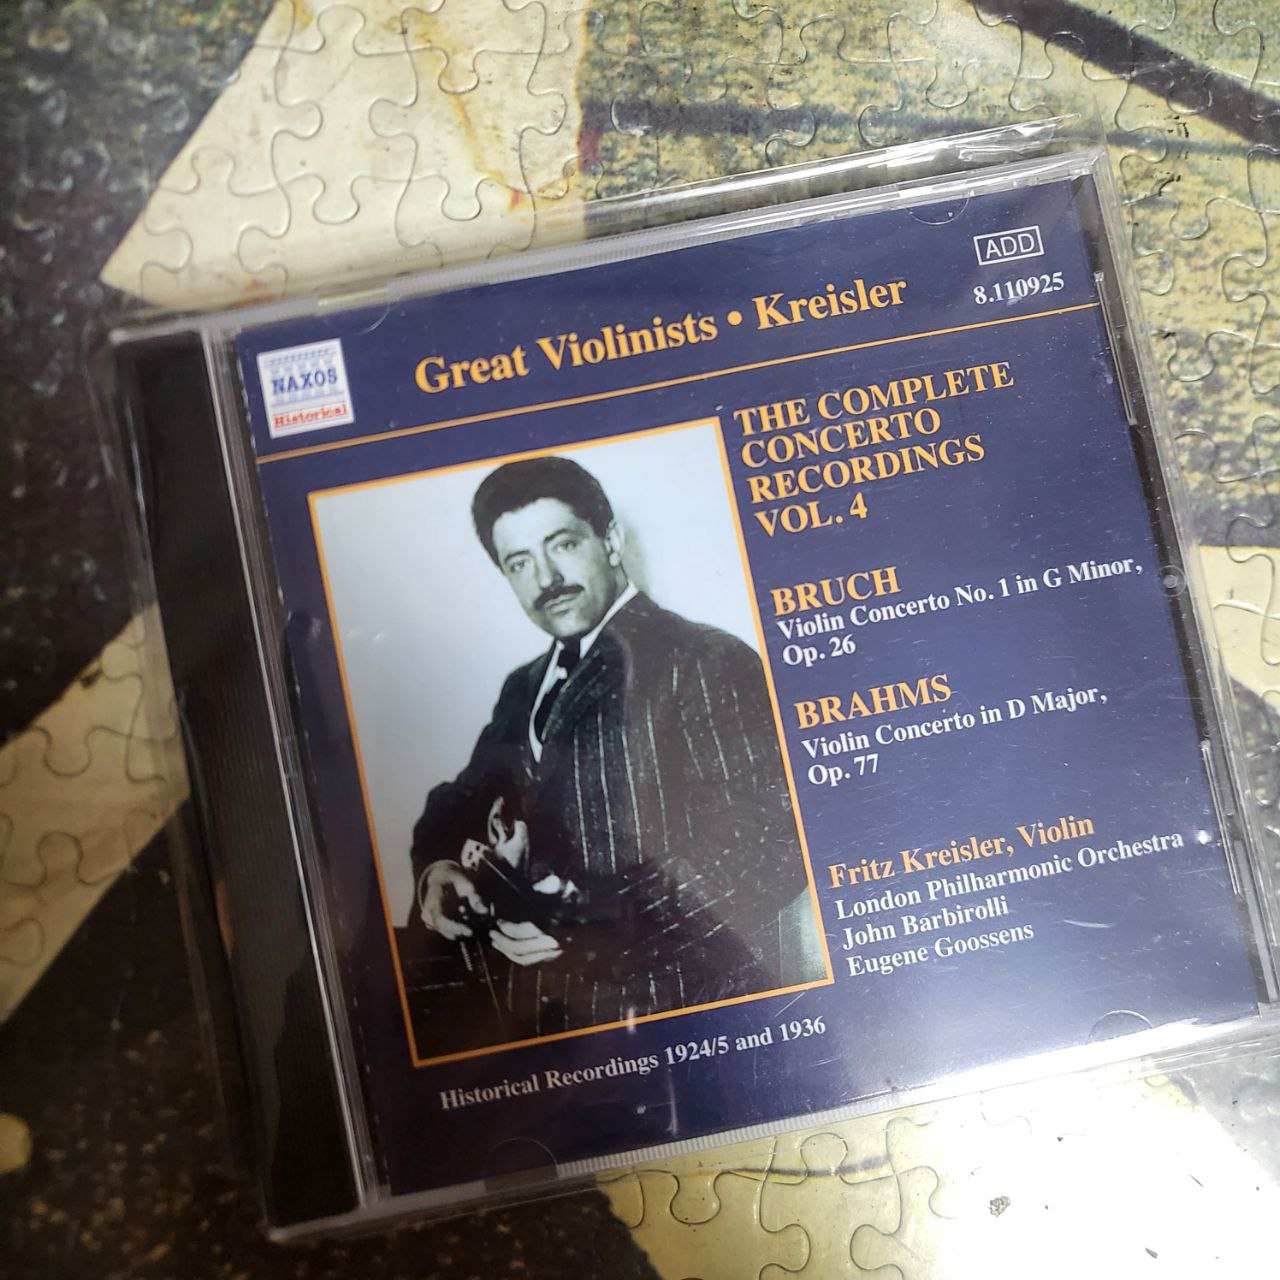 ADD
8.110925
NAXOS
Historical
Great Violinists • Kreisler
THE COMPLETE
CONCERTO
RECORDINGS
VOL. 4
BRUCH
Violin Concerto No. 1 in G Minor,
Op. 26
BRAHMS
Violin Concerto in D Major,
Op. 77
Fritz Kreisler, Violin
London Philharmonic Orchestra
John Barbirolli
Eugene Goossens
Historical Recordings 1924/5 and 1936